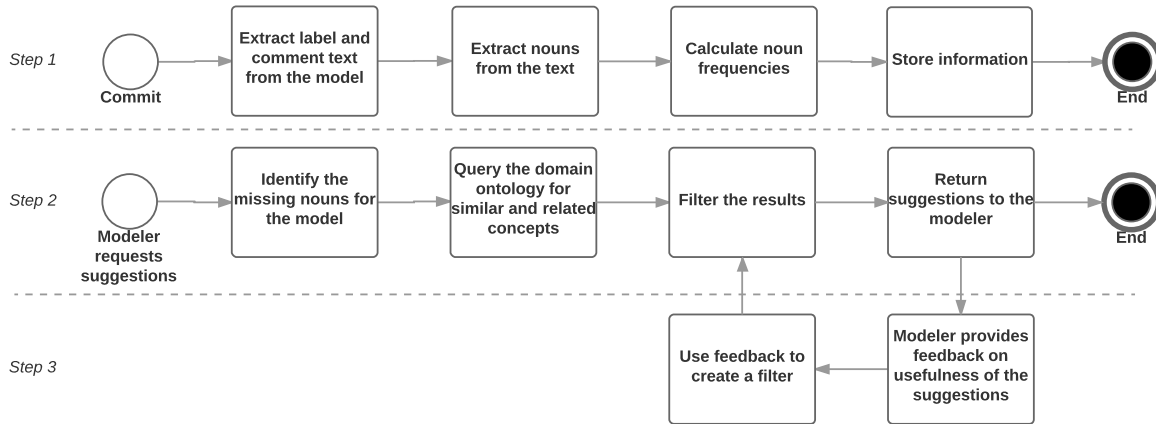 Step 1
Commit
Extract label and
comment text
from the model
Extract nouns
from the text
Calculate noun
frequencies
Store information
End
Step 2
Modeler
requests
suggestions
Identify the
missing nouns for
the model
Query the domain
ontology for
similar and related
concepts
Filter the results
Return
suggestions to the
modeler
End
Step 3
Use feedback to
create a filter
Modeler provides
feedback on
usefulness of the
suggestions